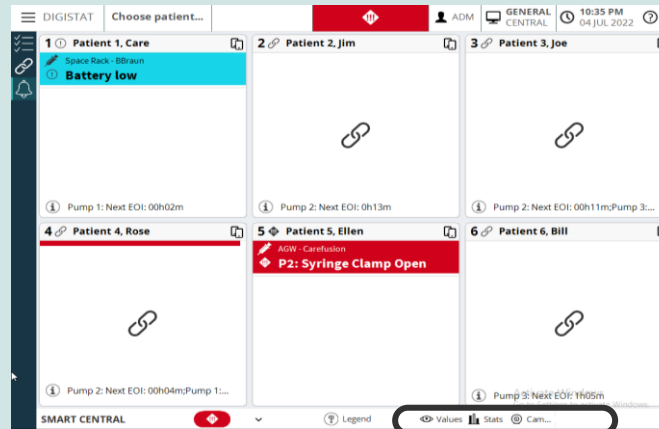 DIGISTAT Choose patient... ADM GENERAL CENTRAL 10:35 PM 04 JUL 2022
1 Patient 1, Care
Space Rack - BBraun
Battery low
Pump 1: Next EOI: 00h02m
2 Patient 2, Jim
Pump 2: Next EOI: 0h13m
3 Patient 3, Joe
Pump 2: Next EOI: 00h11m;Pump 3:...
4 Patient 4, Rose
Pump 2: Next EOI: 00h04m;Pump 1:...
5 Patient 5, Ellen
AGW - Carefusion
P2: Syringe Clamp Open
6 Patient 6, Bill
Pump 3: Next EOI: 1h05m
Activate Windows
SMART CENTRAL Legend Values Stats Cam...